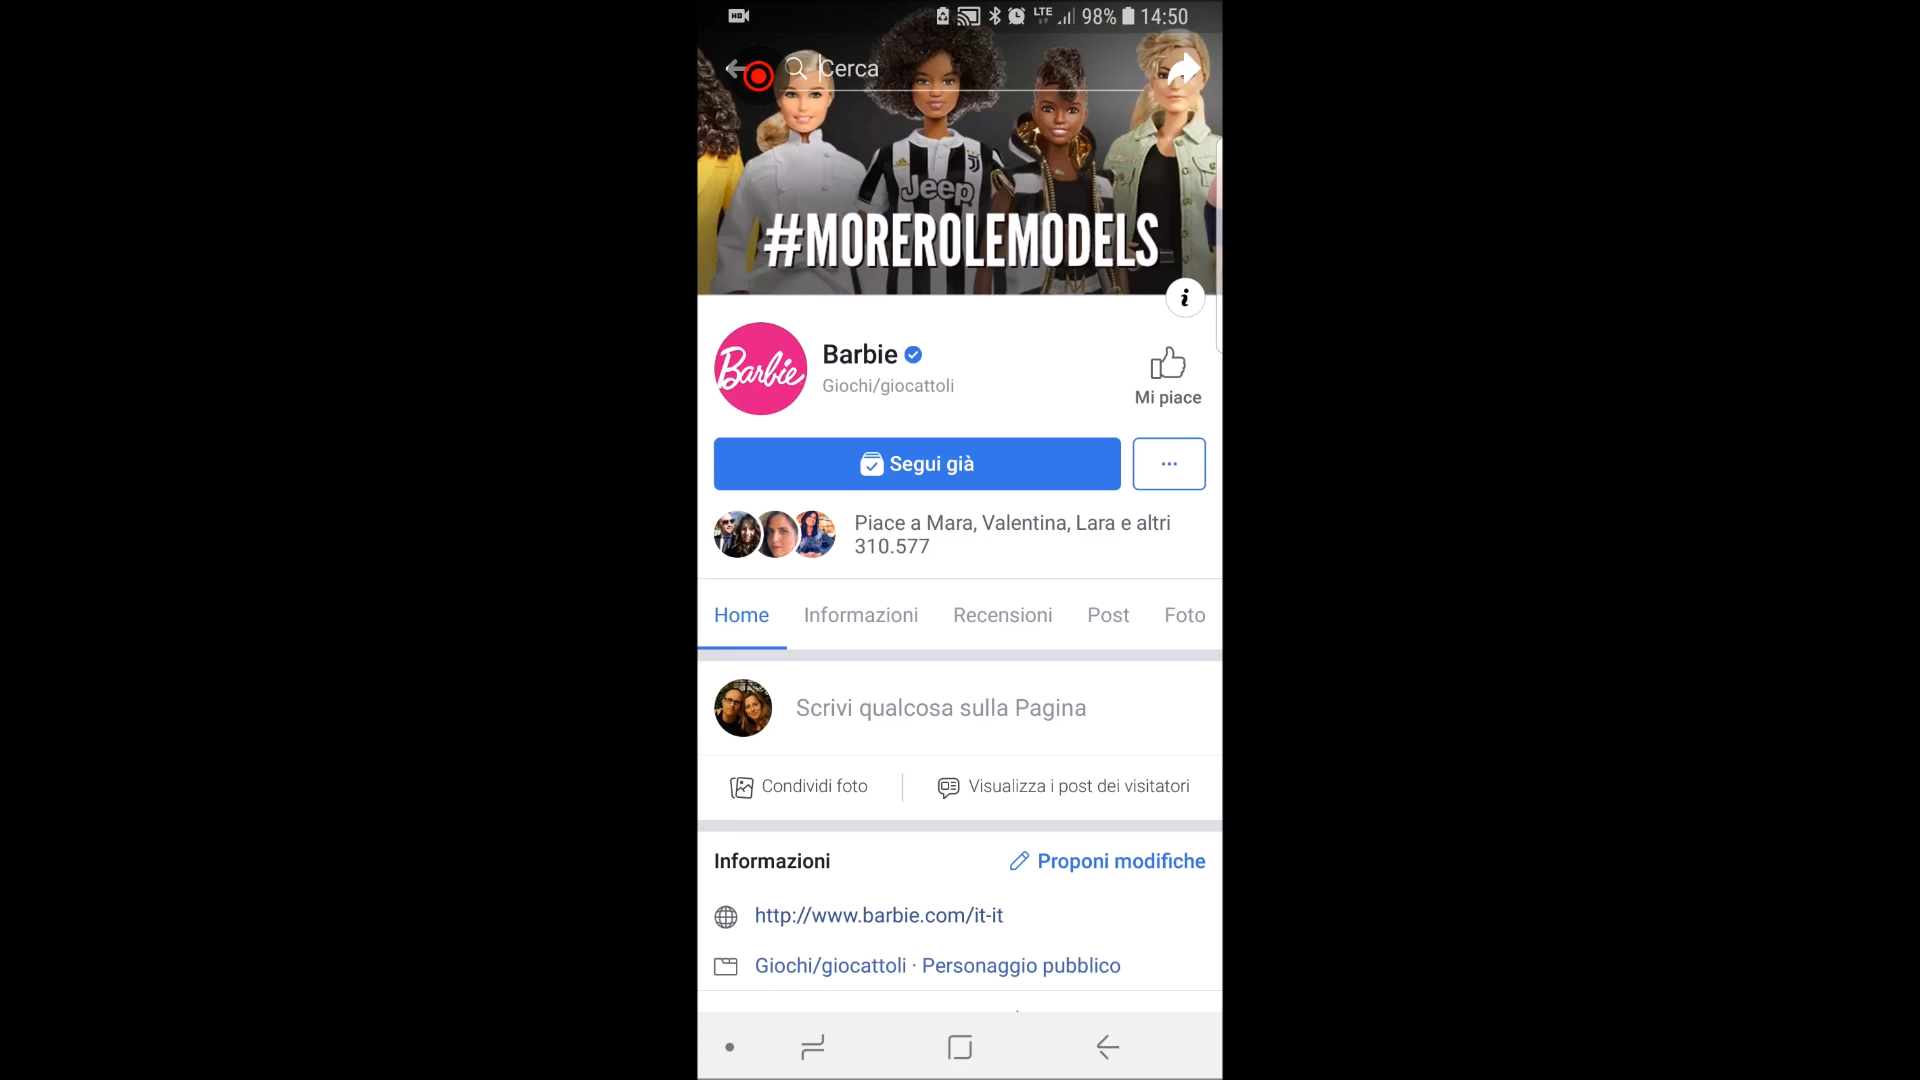 HD LTE 98% 14:50
Cerca
Jeep
#MOREROLEMODELS
i
Barbie
Barbie
Giochi/giocattoli
Mi piace
Segui già
...
Piace a Mara, Valentina, Lara e altri
310.577
Home Informazioni Recensioni Post Foto
Scrivi qualcosa sulla Pagina
Condividi foto Visualizza i post dei visitatori
Informazioni Proponi modifiche
http://www.barbie.com/it-it
Giochi/giocattoli · Personaggio pubblico